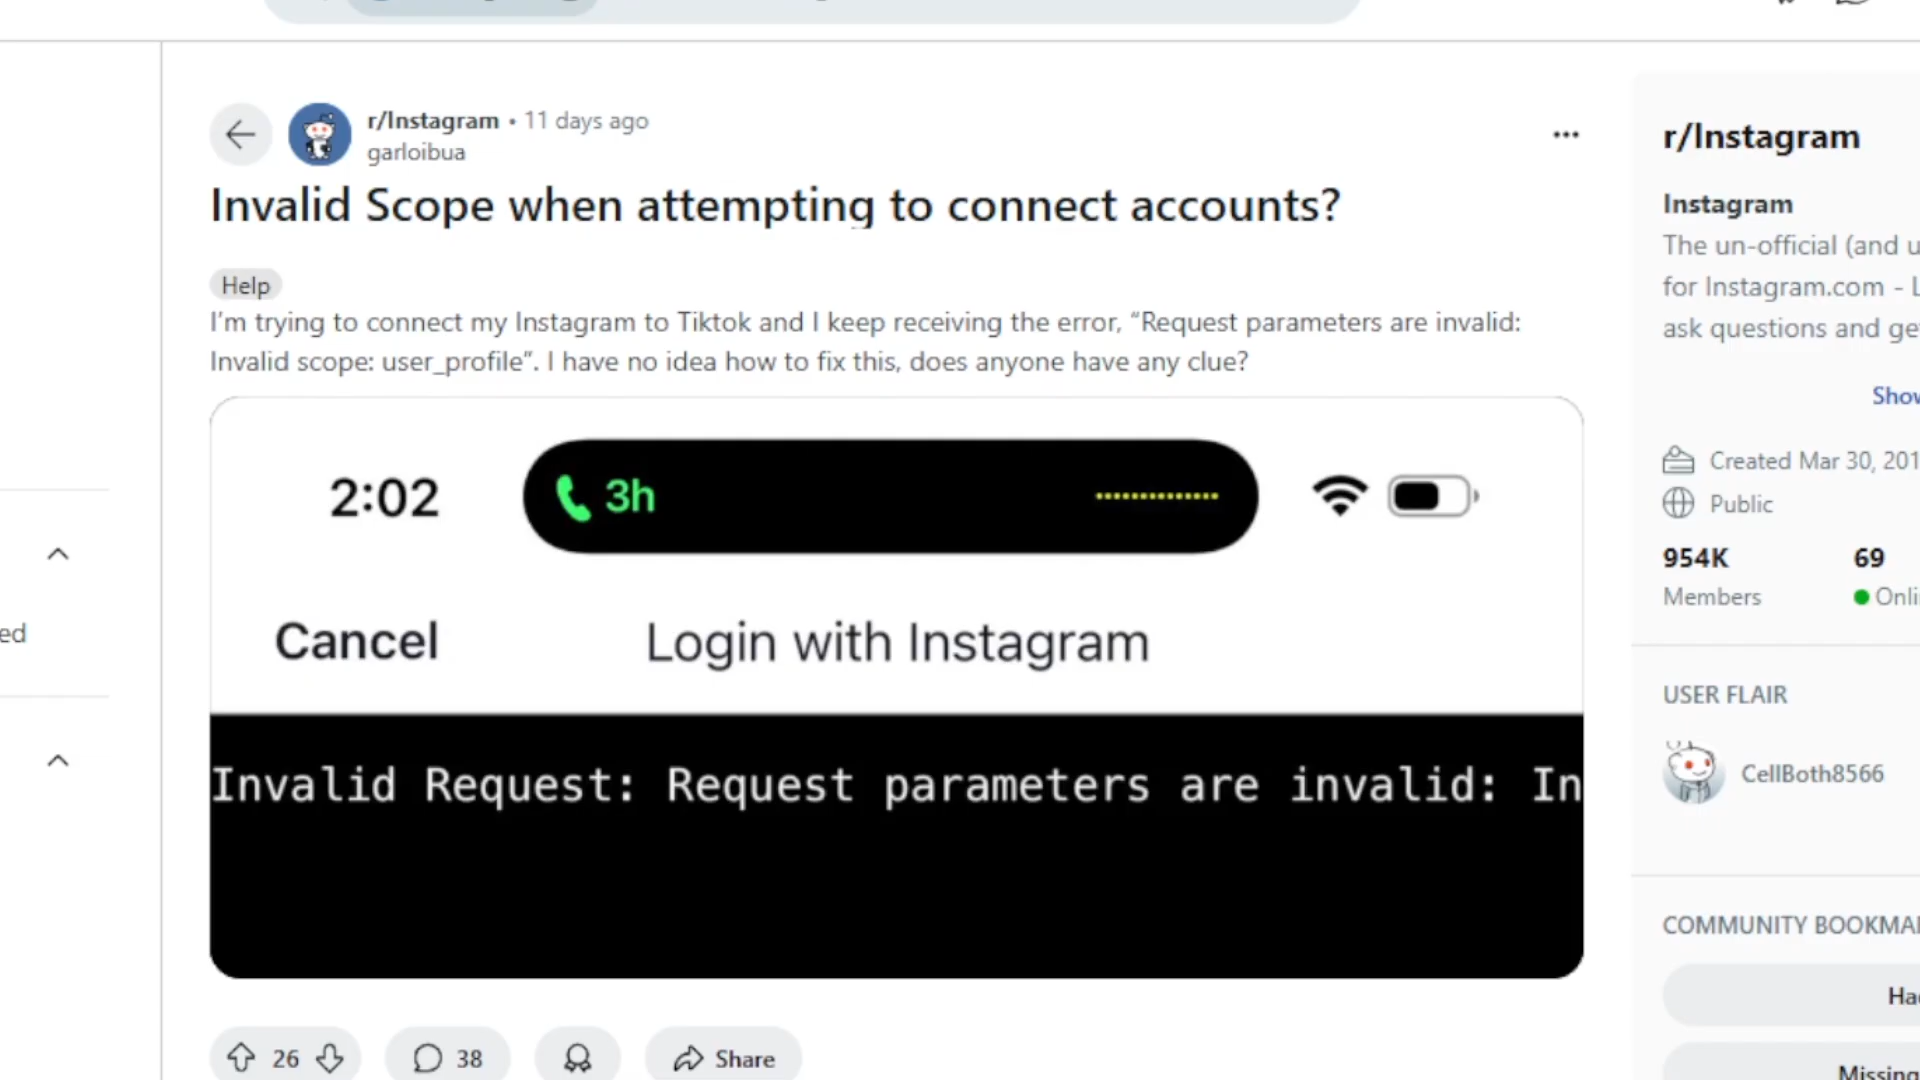 r/Instagram • 11 days ago
garloibua
Invalid Scope when attempting to connect accounts?
Help
I'm trying to connect my Instagram to Tiktok and I keep receiving the error, “Request parameters are invalid:
Invalid scope: user_profile”. I have no idea how to fix this, does anyone have any clue?
2:02
3h
Cancel
Login with Instagram
Invalid Request: Request parameters are invalid: In
26
38
Share
ed
r/Instagram
Instagram
The un-official (and u
for Instagram.com - L
ask questions and ge
Show
Created Mar 30, 201
Public
954K
69
Members
Onli
USER FLAIR
CellBoth8566
COMMUNITY BOOKMA
Ha
Missing